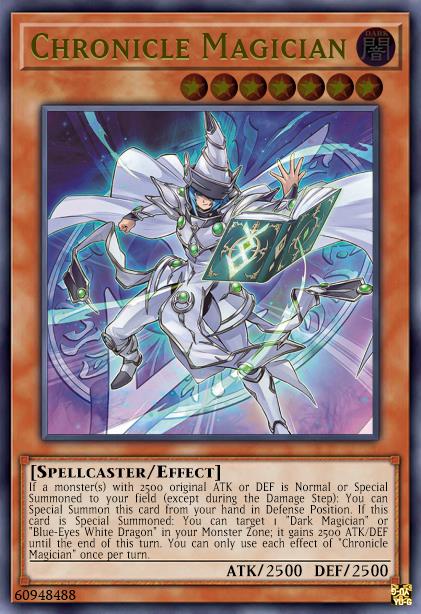 CHRONICLE MAGICIAN
DARK
闇
[SPELLCASTER/EFFECT]
If a monster(s) with 2500 original ATK or DEF is Normal or Special
Summoned to your field (except during the Damage Step): You can
Special Summon this card from your hand in Defense Position. If this
card is Special Summoned: You can target 1 "Dark Magician" or
"Blue-Eyes White Dragon" in your Monster Zone; it gains 2500 ATK/DEF
until the end of this turn. You can only use each effect of "Chronicle
Magician" once per turn.
ATK/2500 DEF/2500
60948488